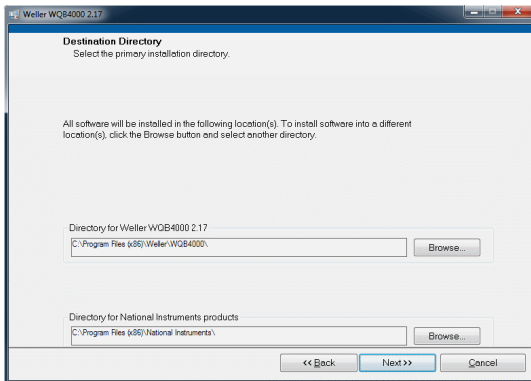 Weller WQB4000 2.17
Destination Directory
Select the primary installation directory.
All software will be installed in the following location(s). To install software into a different
location(s), click the Browse button and select another directory.
Directory for Weller WQB4000 2.17
C:\Program Files (x86)\Weller\WQB4000\
Browse...
Directory for National Instruments products
C:\Program Files (x86)\National Instruments\
Browse...
<< Back
Next >>
Cancel